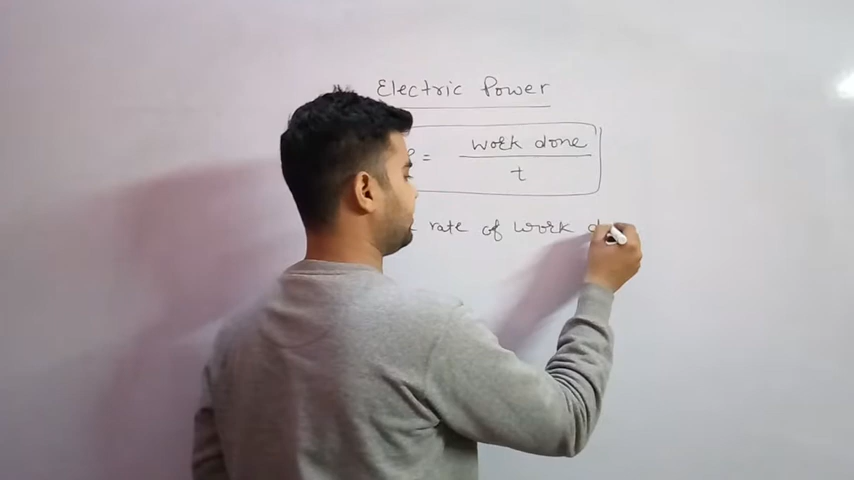 Electric Power
= work done
t
rate of work